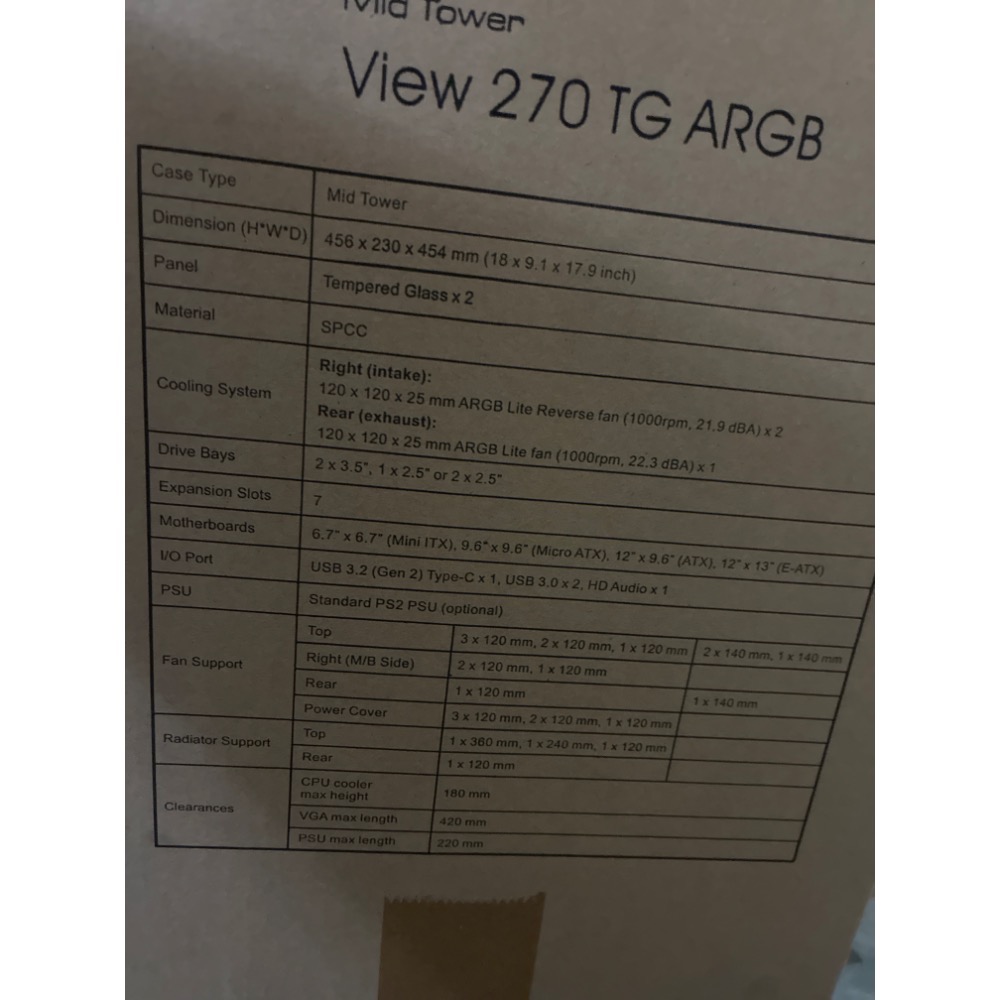 Mid Tower
View 270 TG ARGB
Case Type Mid Tower
Dimension (H*W*D) 456 x 230 x 454 mm (18 x 9.1 x 17.9 inch)
Panel Tempered Glass x 2
Material SPCC
Cooling System Right (intake):
120 x 120 x 25 mm ARGB Lite Reverse fan (1000rpm, 21.9 dBA) x 2
Rear (exhaust):
120 x 120 x 25 mm ARGB Lite fan (1000rpm, 22.3 dBA) x 1
Drive Bays 2 x 3.5", 1 x 2.5" or 2 x 2.5"
Expansion Slots 7
Motherboards 6.7" x 6.7" (Mini ITX), 9.6" x 9.6" (Micro ATX), 12" x 9.6" (ATX), 12" x 13" (E-ATX)
I/O Port USB 3.2 (Gen 2) Type-C x 1, USB 3.0 x 2, HD Audio x 1
PSU Standard PS2 PSU (optional)
Fan Support Top 3 x 120 mm, 2 x 120 mm, 1 x 120 mm 2 x 140 mm, 1 x 140 mm
Right (M/B Side) 2 x 120 mm, 1 x 120 mm
Rear 1 x 120 mm 1 x 140 mm
Power Cover 3 x 120 mm, 2 x 120 mm, 1 x 120 mm
Radiator Support Top 1 x 360 mm, 1 x 240 mm, 1 x 120 mm
Rear 1 x 120 mm
Clearances CPU cooler
max height 180 mm
VGA max length 420 mm
PSU max length 220 mm